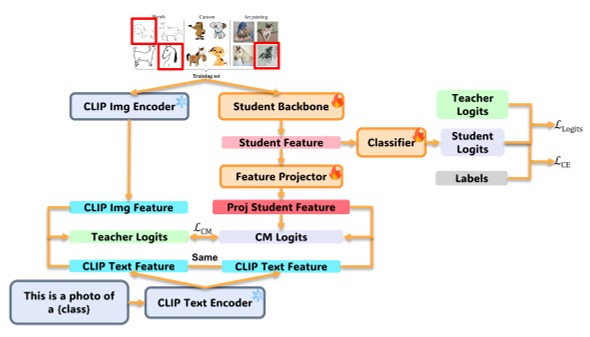 Cartoon
Art painting
Training set
CLIP Img Encoder
Student Backbone
Teacher
Logits
Student Feature
Classifier
Student
Logits
ℒLogits
ℒCE
Feature Projector
Labels
CLIP Img Feature
Proj Student Feature
Teacher Logits
ℒCM
CM Logits
CLIP Text Feature
Same
CLIP Text Feature
This is a photo of
a {class}
CLIP Text Encoder